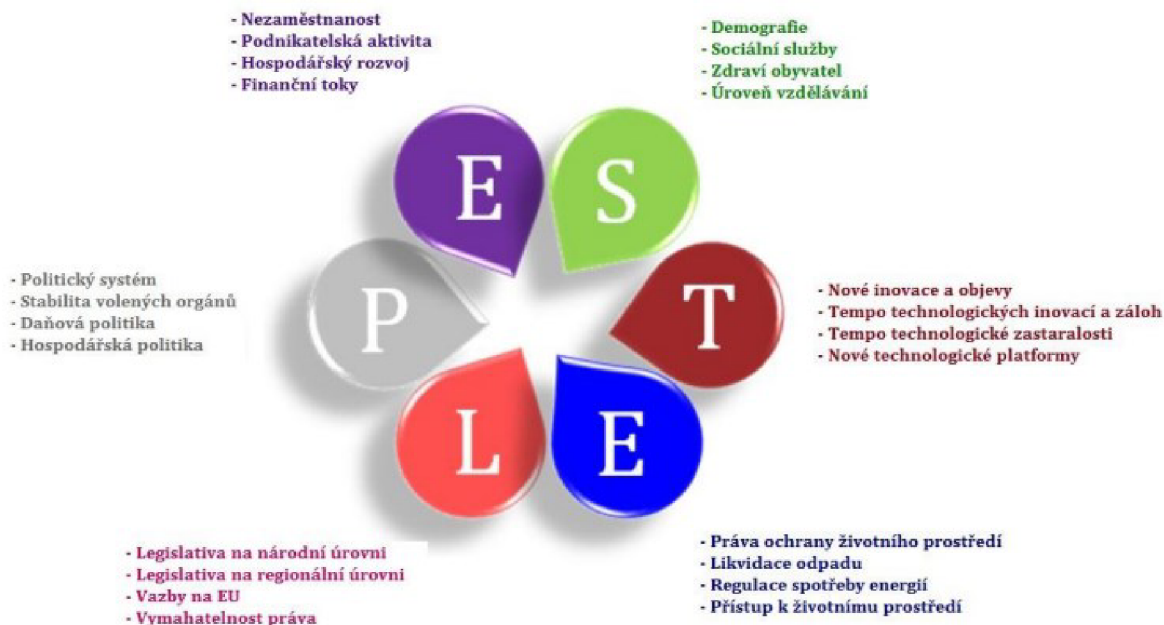 - Nezaměstnanost
- Podnikatelská aktivita
- Hospodářský rozvoj
- Finanční toky
- Demografie
- Sociální služby
- Zdraví obyvatel
- Úroveň vzdělávání
E
S
- Politický systém
- Stabilita volených orgánů
- Daňová politika
- Hospodářská politika
P
T
- Nové inovace a objevy
- Tempo technologických inovací a záloh
- Tempo technologické zastaralosti
- Nové technologické platformy
L
E
- Legislativa na národní úrovni
- Legislativa na regionální úrovni
- Vazby na EU
- Vymahatelnost práva
- Práva ochrany životního prostředí
- Likvidace odpadu
- Regulace spotřeby energií
- Přístup k životnímu prostředí